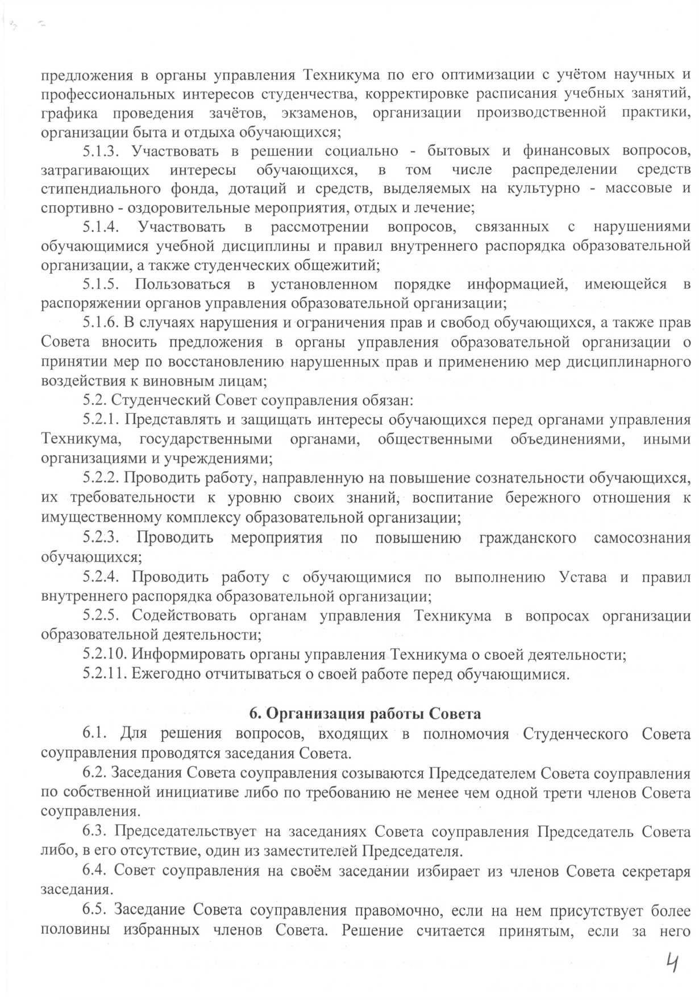 предложения в органы управления Техникума по его оптимизации с учётом научных и
профессиональных интересов студенчества, корректировке расписания учебных занятий,
графика проведения зачётов, экзаменов, организации производственной практики,
организации быта и отдыха обучающихся;
5.1.3. Участвовать в решении социально - бытовых и финансовых вопросов,
затрагивающих интересы обучающихся, в том числе распределении средств
стипендиального фонда, дотаций и средств, выделяемых на культурно - массовые и
спортивно - оздоровительные мероприятия, отдых и лечение;
5.1.4. Участвовать в рассмотрении вопросов, связанных с нарушениями
обучающимися учебной дисциплины и правил внутреннего распорядка образовательной
организации, а также студенческих общежитий;
5.1.5. Пользоваться в установленном порядке информацией, имеющейся в
распоряжении органов управления образовательной организации;
5.1.6. В случаях нарушения и ограничения прав и свобод обучающихся, а также прав
Совета вносить предложения в органы управления образовательной организации о
принятии мер по восстановлению нарушенных прав и применению мер дисциплинарного
воздействия к виновным лицам;
5.2. Студенческий Совет соуправления обязан:
5.2.1. Представлять и защищать интересы обучающихся перед органами управления
Техникума, государственными органами, общественными объединениями, иными
организациями и учреждениями;
5.2.2. Проводить работу, направленную на повышение сознательности обучающихся,
их требовательности к уровню своих знаний, воспитание бережного отношения к
имущественному комплексу образовательной организации;
5.2.3. Проводить мероприятия по повышению гражданского самосознания
обучающихся;
5.2.4. Проводить работу с обучающимися по выполнению Устава и правил
внутреннего распорядка образовательной организации;
5.2.5. Содействовать органам управления Техникума в вопросах организации
образовательной деятельности;
5.2.10. Информировать органы управления Техникума о своей деятельности;
5.2.11. Ежегодно отчитываться о своей работе перед обучающимися.
6. Организация работы Совета
6.1. Для решения вопросов, входящих в полномочия Студенческого Совета
соуправления проводятся заседания Совета.
6.2. Заседания Совета соуправления созываются Председателем Совета соуправления
по собственной инициативе либо по требованию не менее чем одной трети членов Совета
соуправления.
6.3. Председательствует на заседаниях Совета соуправления Председатель Совета
либо, в его отсутствие, один из заместителей Председателя.
6.4. Совет соуправления на своём заседании избирает из членов Совета секретаря
заседания.
6.5. Заседание Совета соуправления правомочно, если на нем присутствует более
половины избранных членов Совета. Решение считается принятым, если за него
4